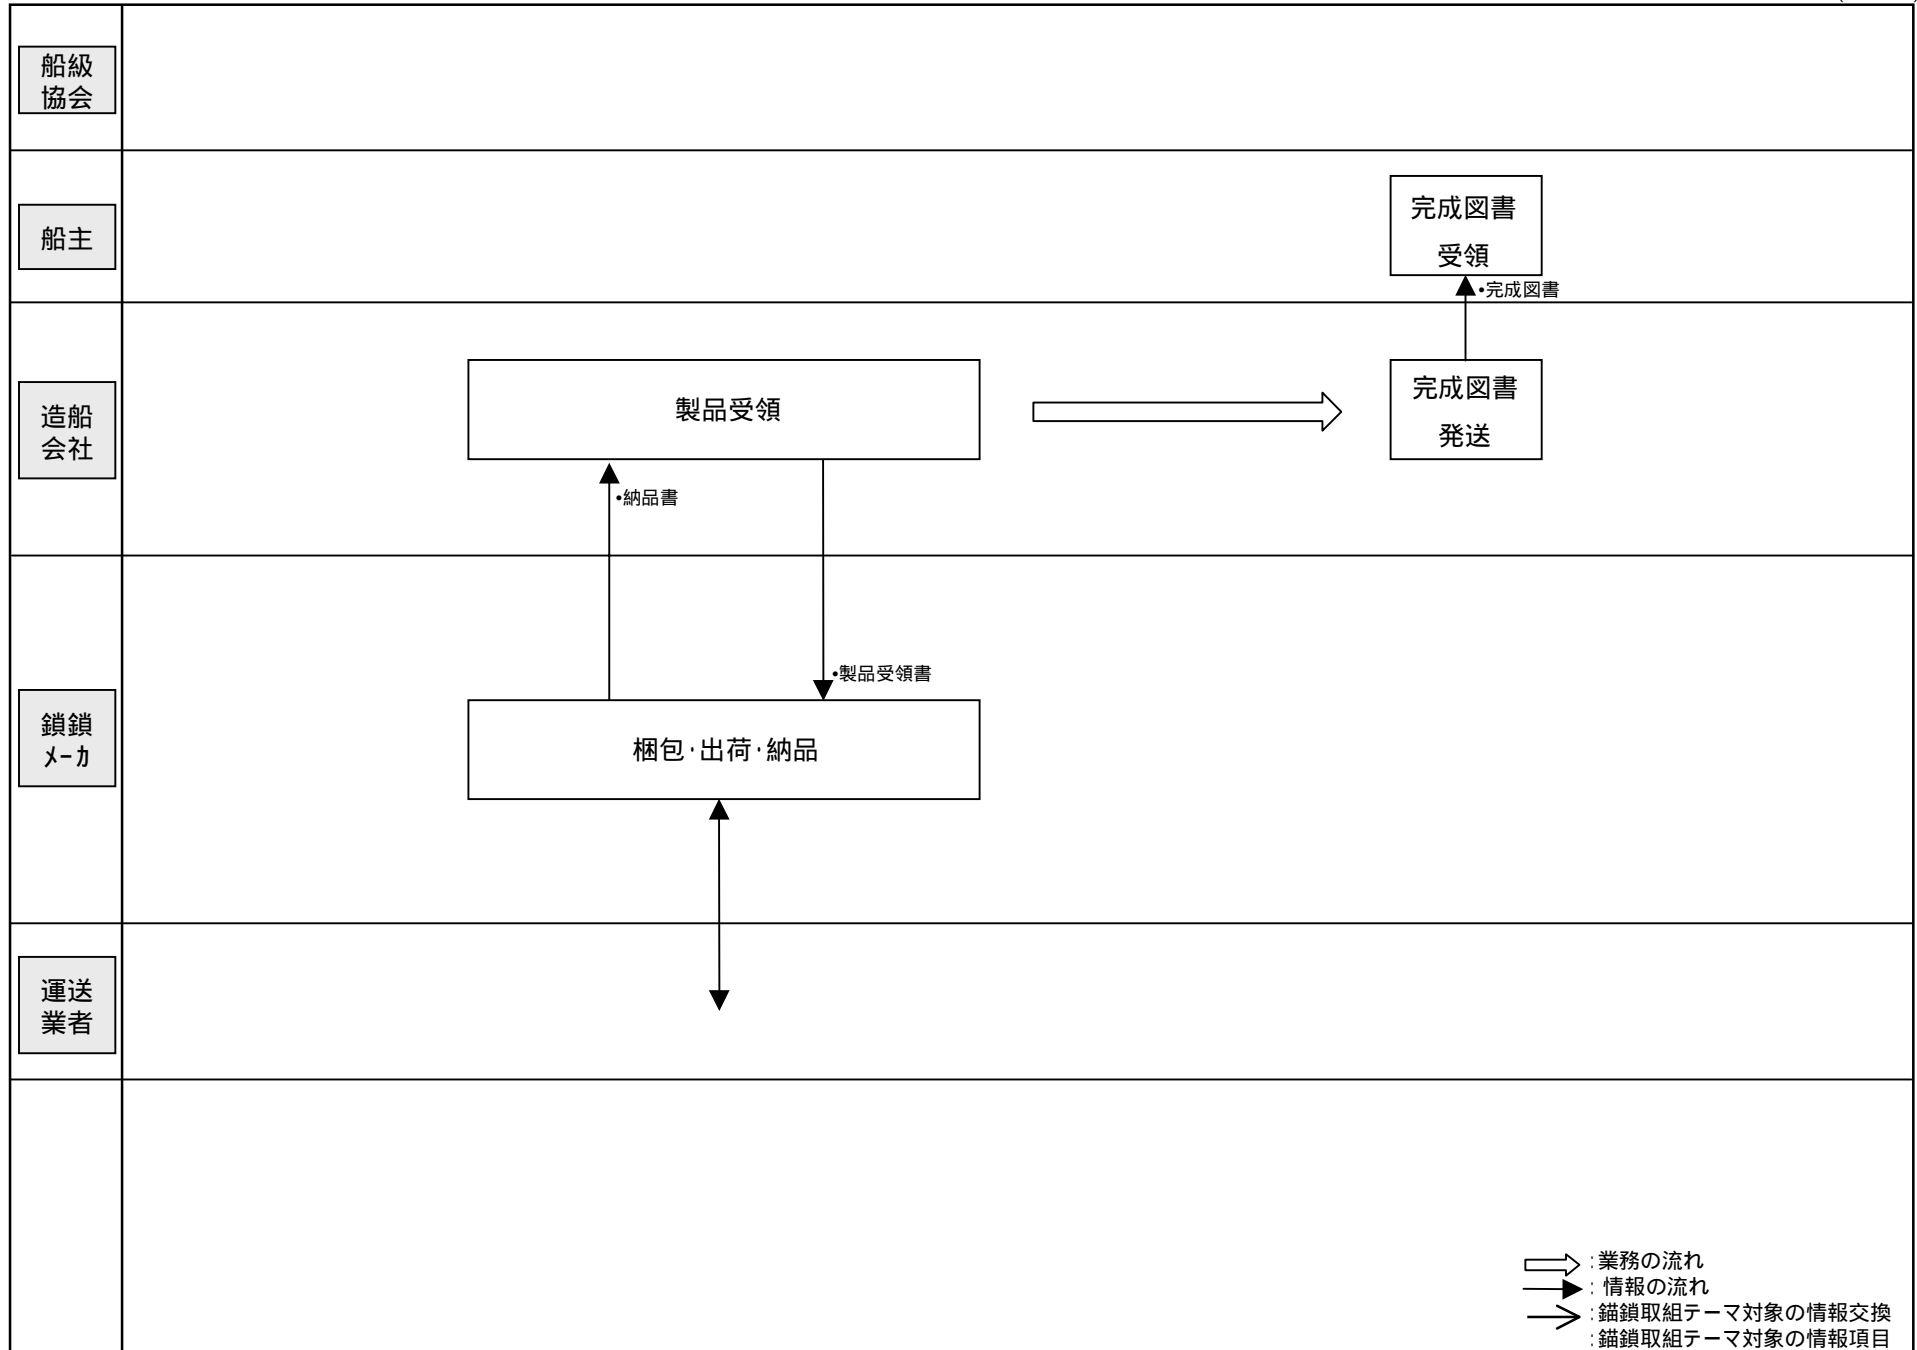 船級
協会
船主
完成図書
受領
•完成図書
造船
会社
製品受領
完成図書
発送
•納品書
•製品受領書
鎖鎖
ﾒｰｶ
梱包･出荷･納品
運送
業者
:業務の流れ
: 情報の流れ
:錨鎖取組テーマ対象の情報交換
:錨鎖取組テーマ対象の情報項目